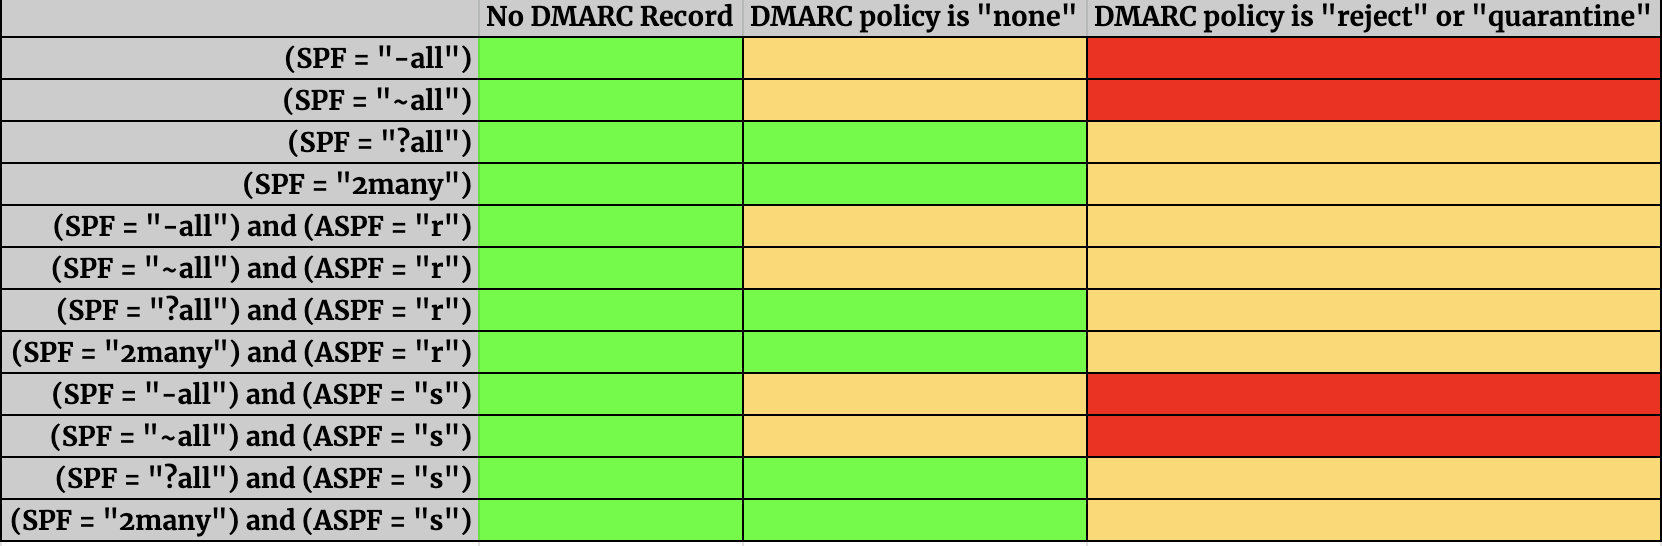 No DMARC Record DMARC policy is "none" DMARC policy is "reject" or "quarantine"
(SPF = "-all")
(SPF = "~all")
(SPF = "?all")
(SPF = "2many")
(SPF = "-all") and (ASPF = "r")
(SPF = "~all") and (ASPF = "r")
(SPF = "?all") and (ASPF = "r")
(SPF = "2many") and (ASPF = "r")
(SPF = "-all") and (ASPF = "s")
(SPF = "~all") and (ASPF = "s")
(SPF = "?all") and (ASPF = "s")
(SPF = "2many") and (ASPF = "s")